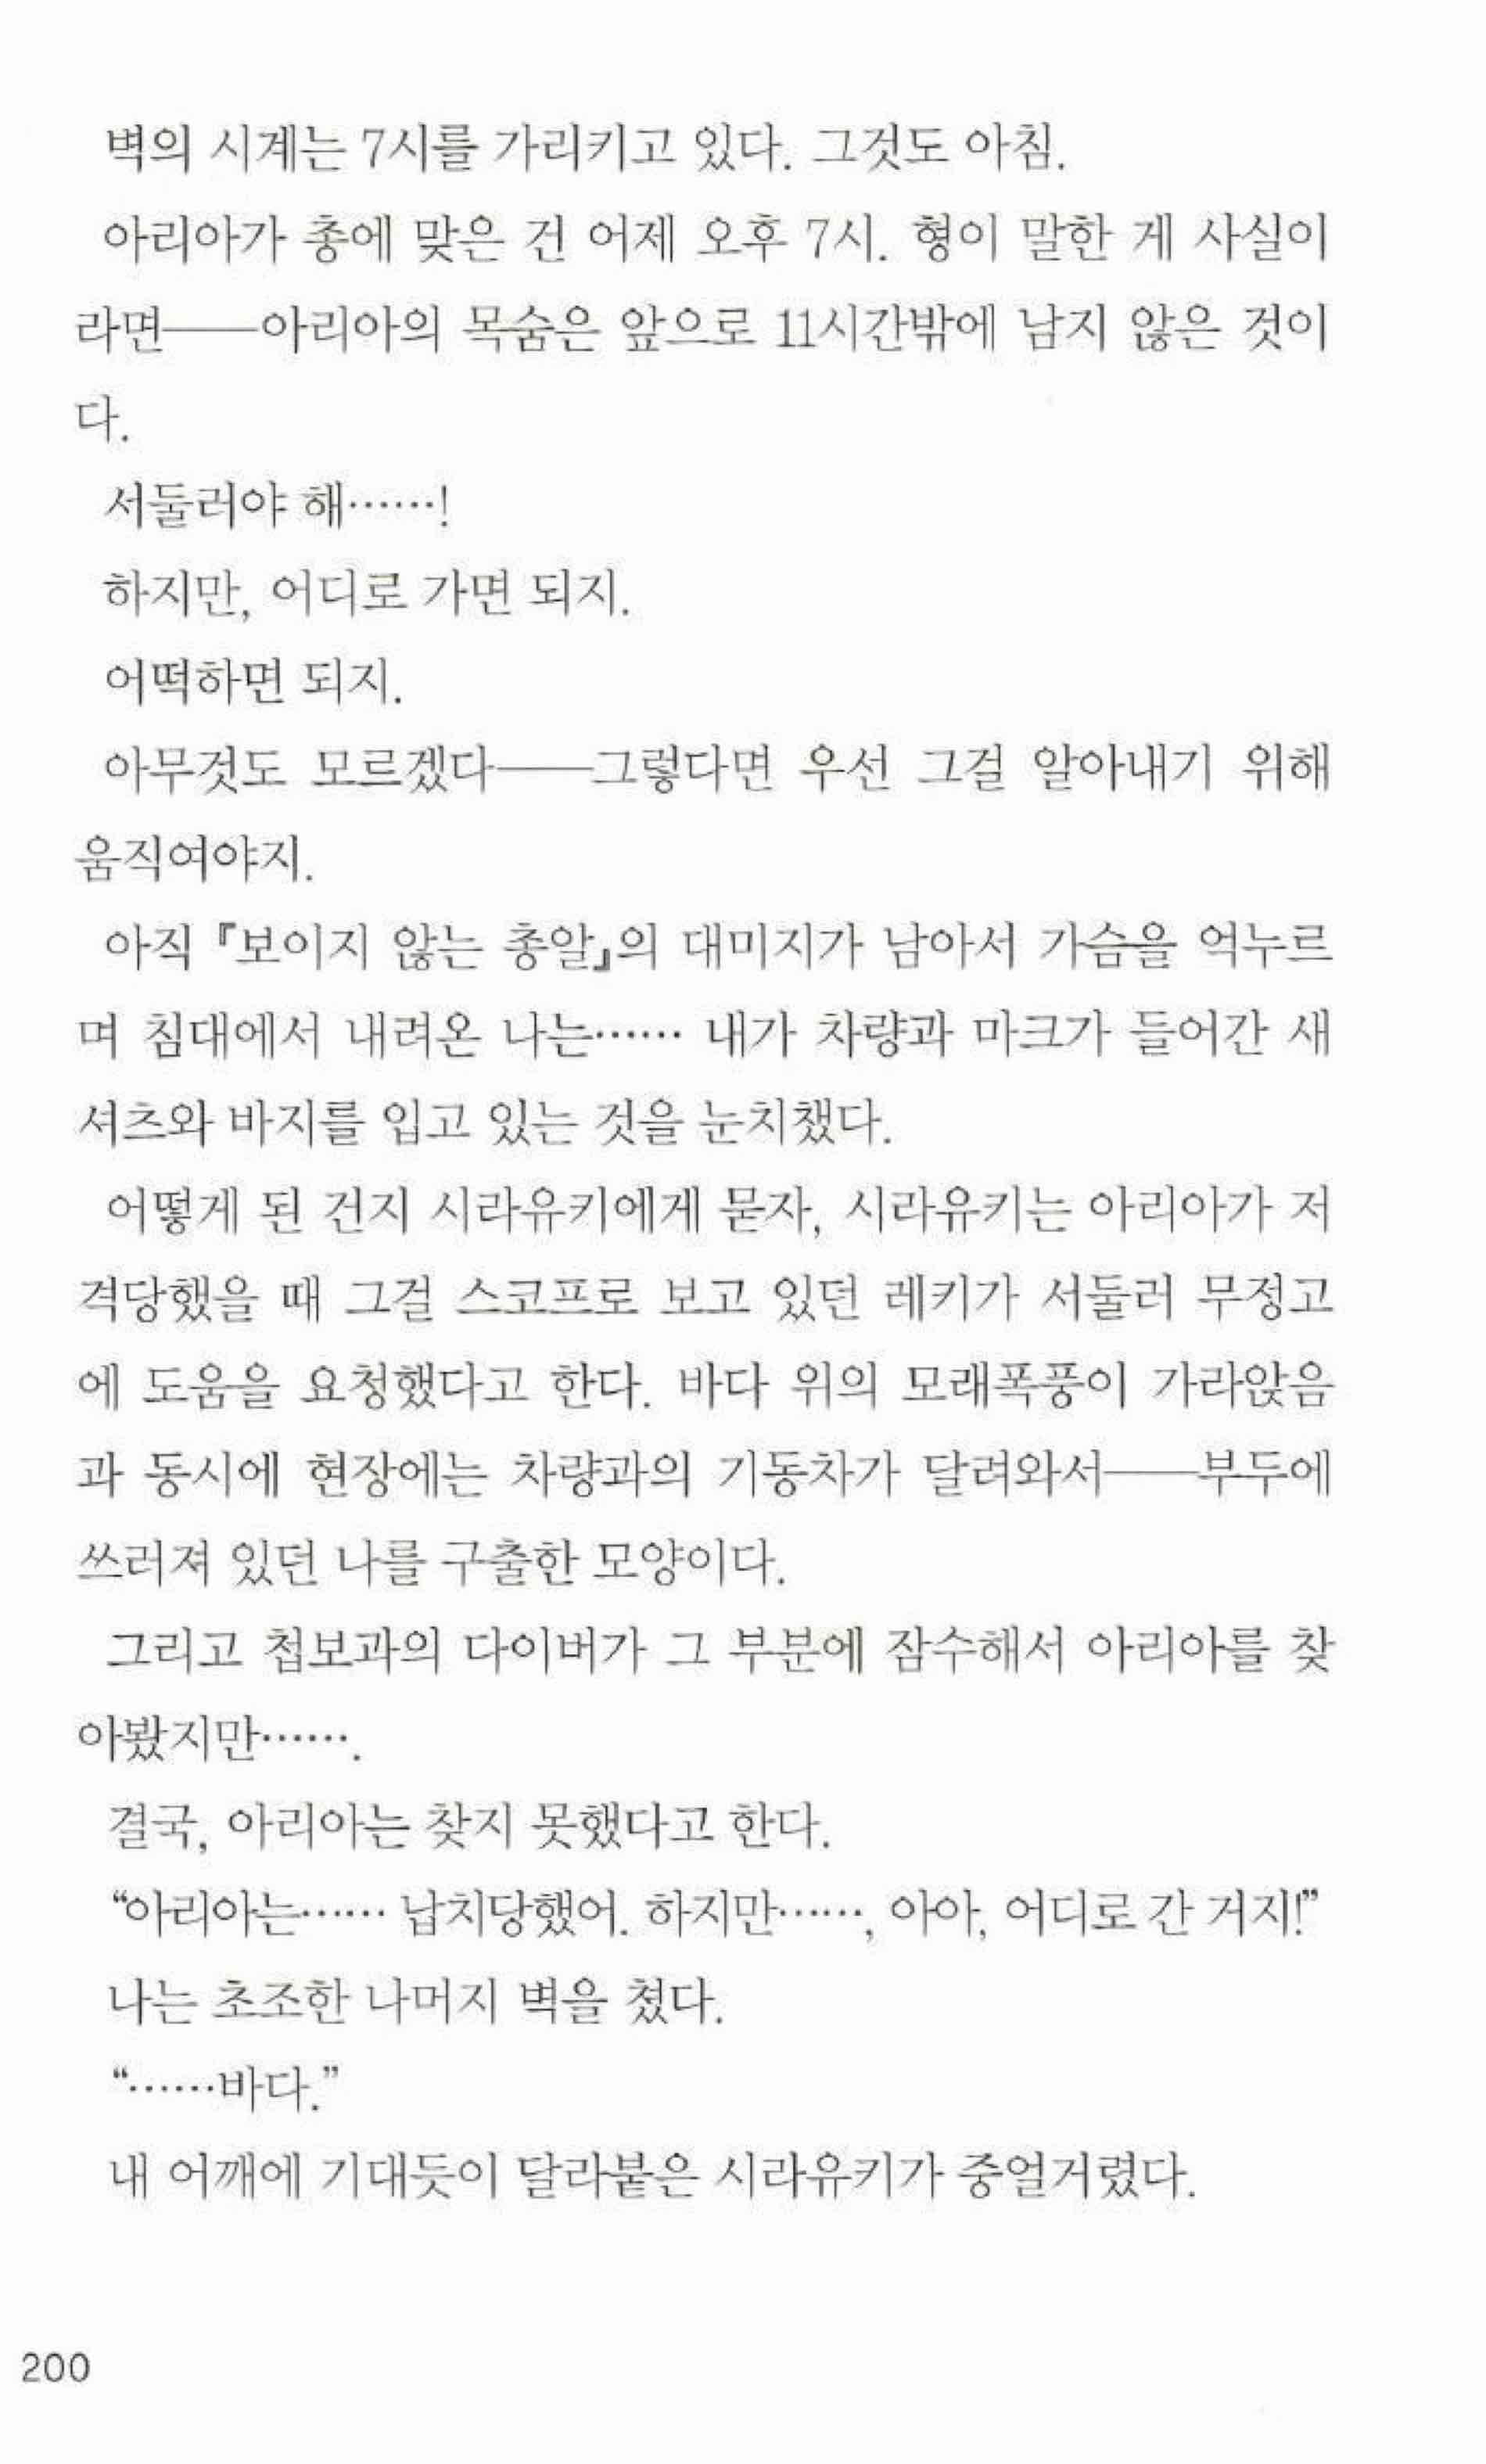 벽의 시계는 7시를 가리키고 있다. 그것도 아침.
아리아가 총에 맞은 건 어제 오후 7시. 형이 말한 게 사실이
라면――아리아의 목숨은 앞으로 11시간밖에 남지 않은 것이
다.
서둘러야 해……!
하지만, 어디로 가면 되지.
어떡하면 되지.
아무것도 모르겠다――그렇다면 우선 그걸 알아내기 위해
움직여야지.
아직 『보이지 않는 총알』의 대미지가 남아서 가슴을 억누르
며 침대에서 내려온 나는…… 내가 차량과 마크가 들어간 새
셔츠와 바지를 입고 있는 것을 눈치챘다.
어떻게 된 건지 시라유키에게 묻자, 시라유키는 아리아가 저
격당했을 때 그걸 스코프로 보고 있던 레키가 서둘러 무정고
에 도움을 요청했다고 한다. 바다 위의 모래폭풍이 가라앉음
과 동시에 현장에는 차량과의 기동차가 달려와서――부두에
쓰러져 있던 나를 구출한 모양이다.
그리고 첩보과의 다이버가 그 부분에 잠수해서 아리아를 찾
아봤지만…….
결국, 아리아는 찾지 못했다고 한다.
“아리아는…… 납치당했어. 하지만……, 아아, 어디로 간 거지!”
나는 초조한 나머지 벽을 쳤다.
“……바다.”
내 어깨에 기대듯이 달라붙은 시라유키가 중얼거렸다.
200